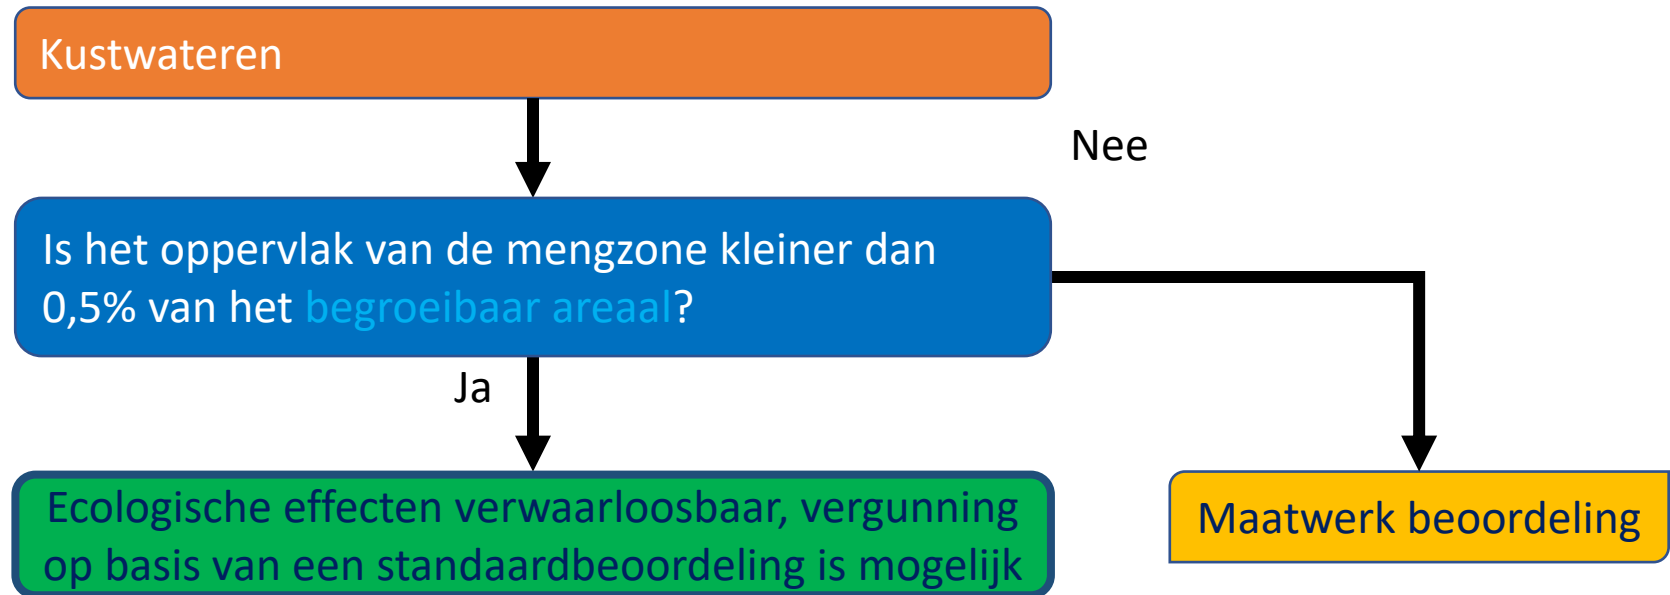 Kustwateren
Nee
Is het oppervlak van de mengzone kleiner dan
0,5% van het begroeibaar areaal?
Ja
Ecologische effecten verwaarloosbaar, vergunning
op basis van een standaardbeoordeling is mogelijk
Maatwerk beoordeling